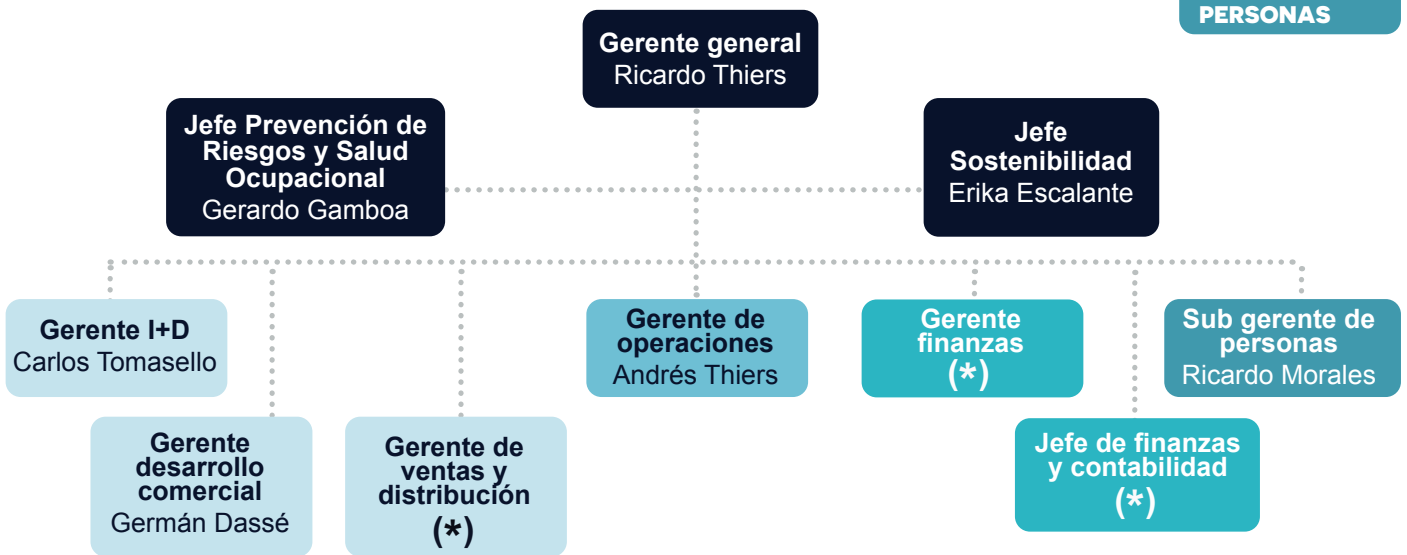 PERSONAS
Gerente general
Ricardo Thiers
Jefe Prevención de
Riesgos y Salud
Ocupacional
Gerardo Gamboa
Jefe
Sostenibilidad
Erika Escalante
Gerente I+D
Carlos Tomasello
Gerente
desarrollo
comercial
Germán Dassé
Gerente de
ventas y
distribución
(*)
Gerente de
operaciones
Andrés Thiers
Gerente
finanzas
(*)
Jefe de finanzas
y contabilidad
(*)
Sub gerente de
personas
Ricardo Morales